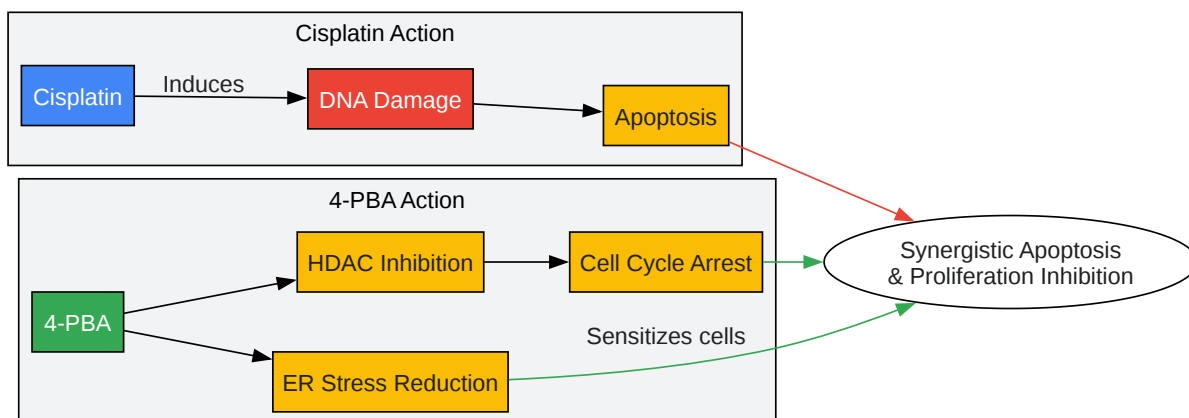 Cisplatin Action
Cisplatin
Induces
DNA Damage
Apoptosis
4-PBA Action
HDAC Inhibition
Cell Cycle Arrest
Synergistic Apoptosis
& Proliferation Inhibition
4-PBA
Sensitizes cells
ER Stress Reduction